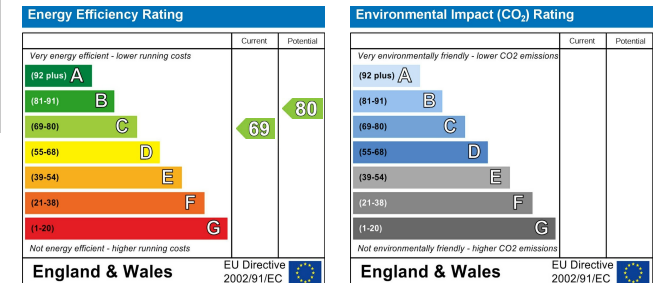 Energy Efficiency Rating
Current Potential
Very energy efficient - lower running costs
(92 plus) A
(81-91) B
(69-80) C
(55-68) D
(39-54) E
(21-38) F
(1-20) G
69
80
Not energy efficient - higher running costs
England & Wales
EU Directive
2002/91/EC
Environmental Impact (CO₂) Rating
Current Potential
Very environmentally friendly - lower CO2 emissions
(92 plus) A
(81-91) B
(69-80) C
(55-68) D
(39-54) E
(21-38) F
(1-20) G
Not environmentally friendly - higher CO2 emissions
England & Wales
EU Directive
2002/91/EC